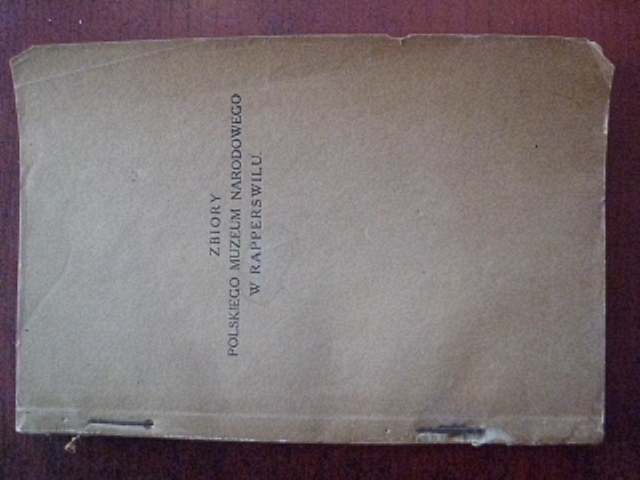 ZBIORY
POLSKIEGO MUZEUM NARODOWEGO
W RAPPERSWILU.